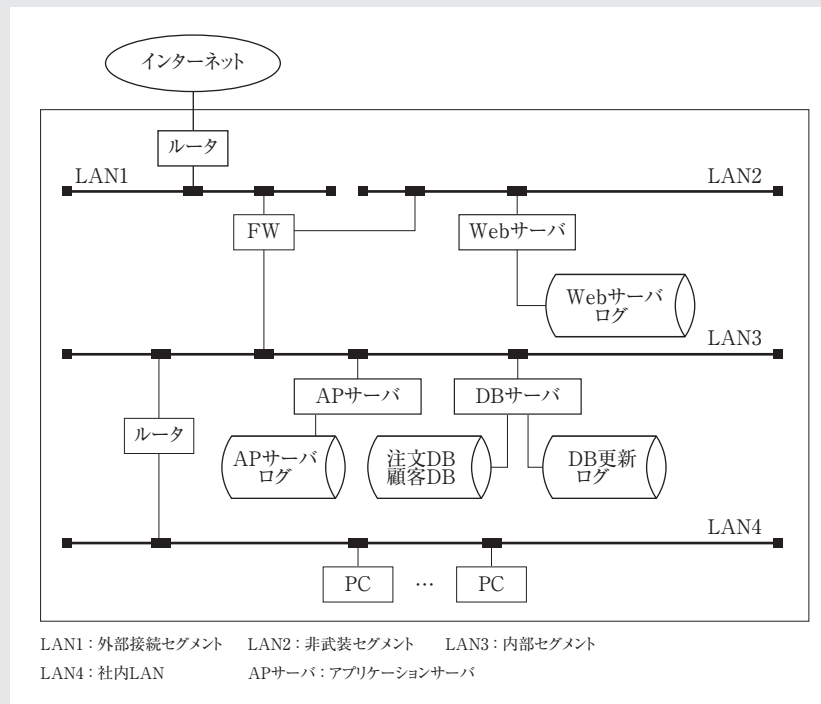 インターネット
ルータ
LAN1
LAN2
FW
Webサーバ
Webサーバ
ログ
LAN3
APサーバ
DBサーバ
ルータ
APサーバ
ログ
注文DB
顧客DB
DB更新
ログ
LAN4
PC
…
PC
LAN1：外部接続セグメント　LAN2：非武装セグメント　LAN3：内部セグメント
LAN4：社内LAN　APサーバ：アプリケーションサーバ